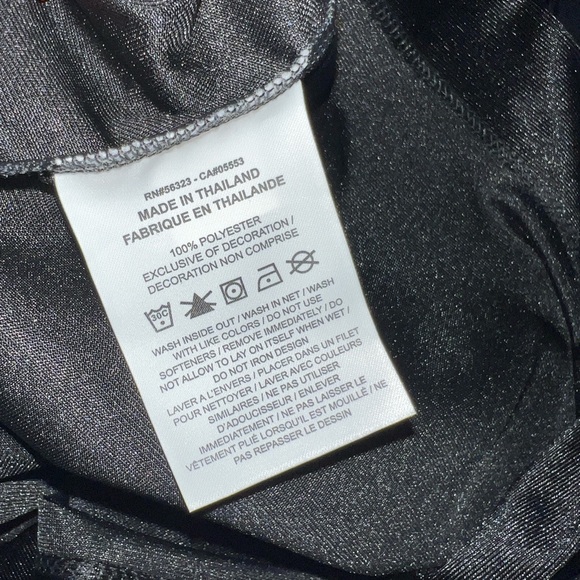 RN#56323 - CA#05553
MADE IN THAILAND
FABRIQUE EN THAILANDE
100% POLYESTER
EXCLUSIVE OF DECORATION /
DECORATION NON COMPRISE
30C
WASH INSIDE OUT / WASH IN NET / WASH
WITH LIKE COLORS / DO NOT USE
SOFTENERS / REMOVE IMMEDIATELY / DO
NOT ALLOW TO LAY ON ITSELF WHEN WET /
DO NOT IRON DESIGN
LAVER A L'ENVERS / PLACER DANS UN FILET
POUR NETTOYER / LAVER AVEC COULEURS
SIMILAIRES / NE PAS UTILISER
D'ADOUCISSEUR / ENLEVER
IMMEDIATEMENT / NE PAS LAISSER LE
VÊTEMENT PLIÉ LORSQU'IL EST MOUILLÉ / NE
PAS REPASSER LE DESSIN